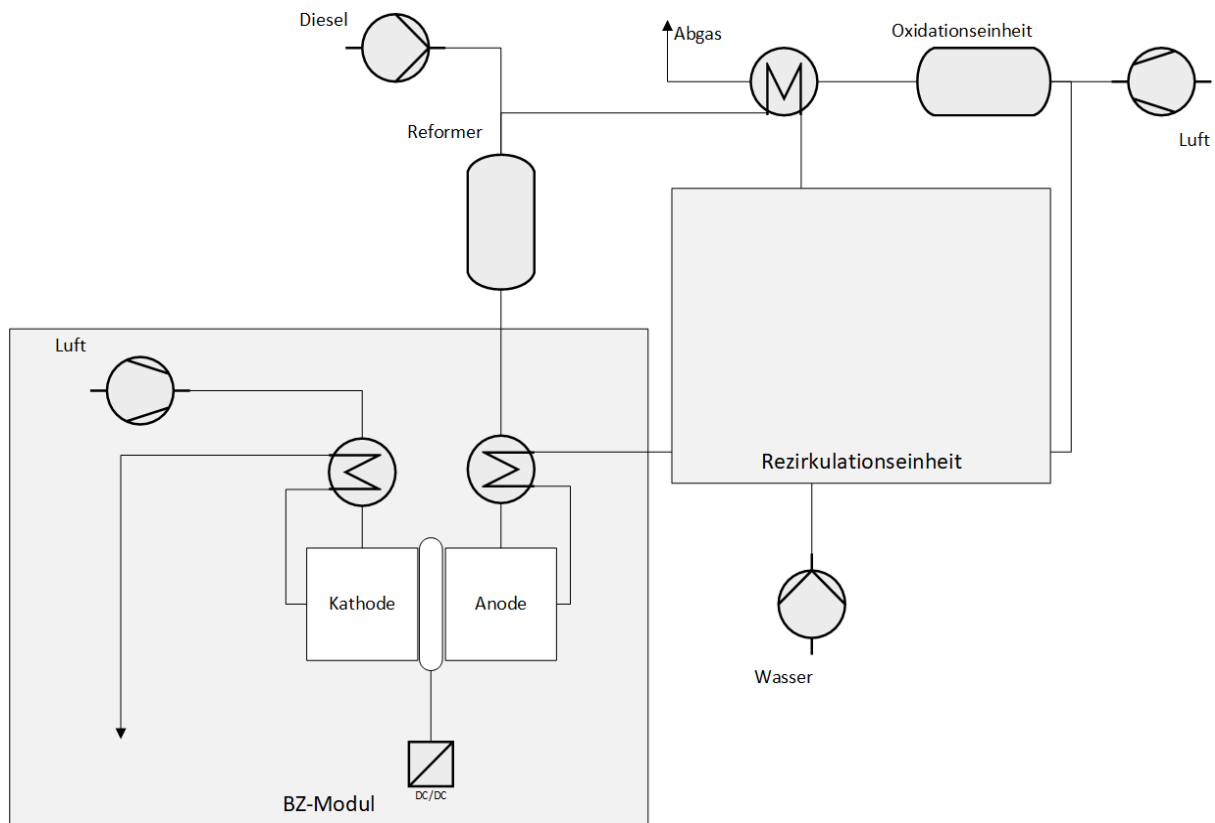 Diesel
Abgas
Oxidationseinheit
Reformer
Luft
Luft
Rezirkulationseinheit
Kathode
Anode
Wasser
DC/DC
BZ-Modul